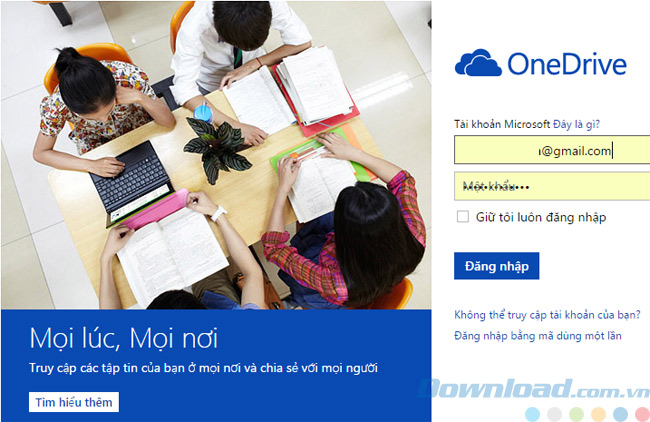 OneDrive
Tài khoản Microsoft Đây là gì?
@gmail.com
Mật khẩu
Giữ tôi luôn đăng nhập
Đăng nhập
Không thể truy cập tài khoản của bạn?
Đăng nhập bằng mã dùng một lần
Mọi lúc, Mọi nơi
Truy cập các tập tin của bạn ở mọi nơi và chia sẻ với mọi người
Tìm hiểu thêm
Download.com.vn